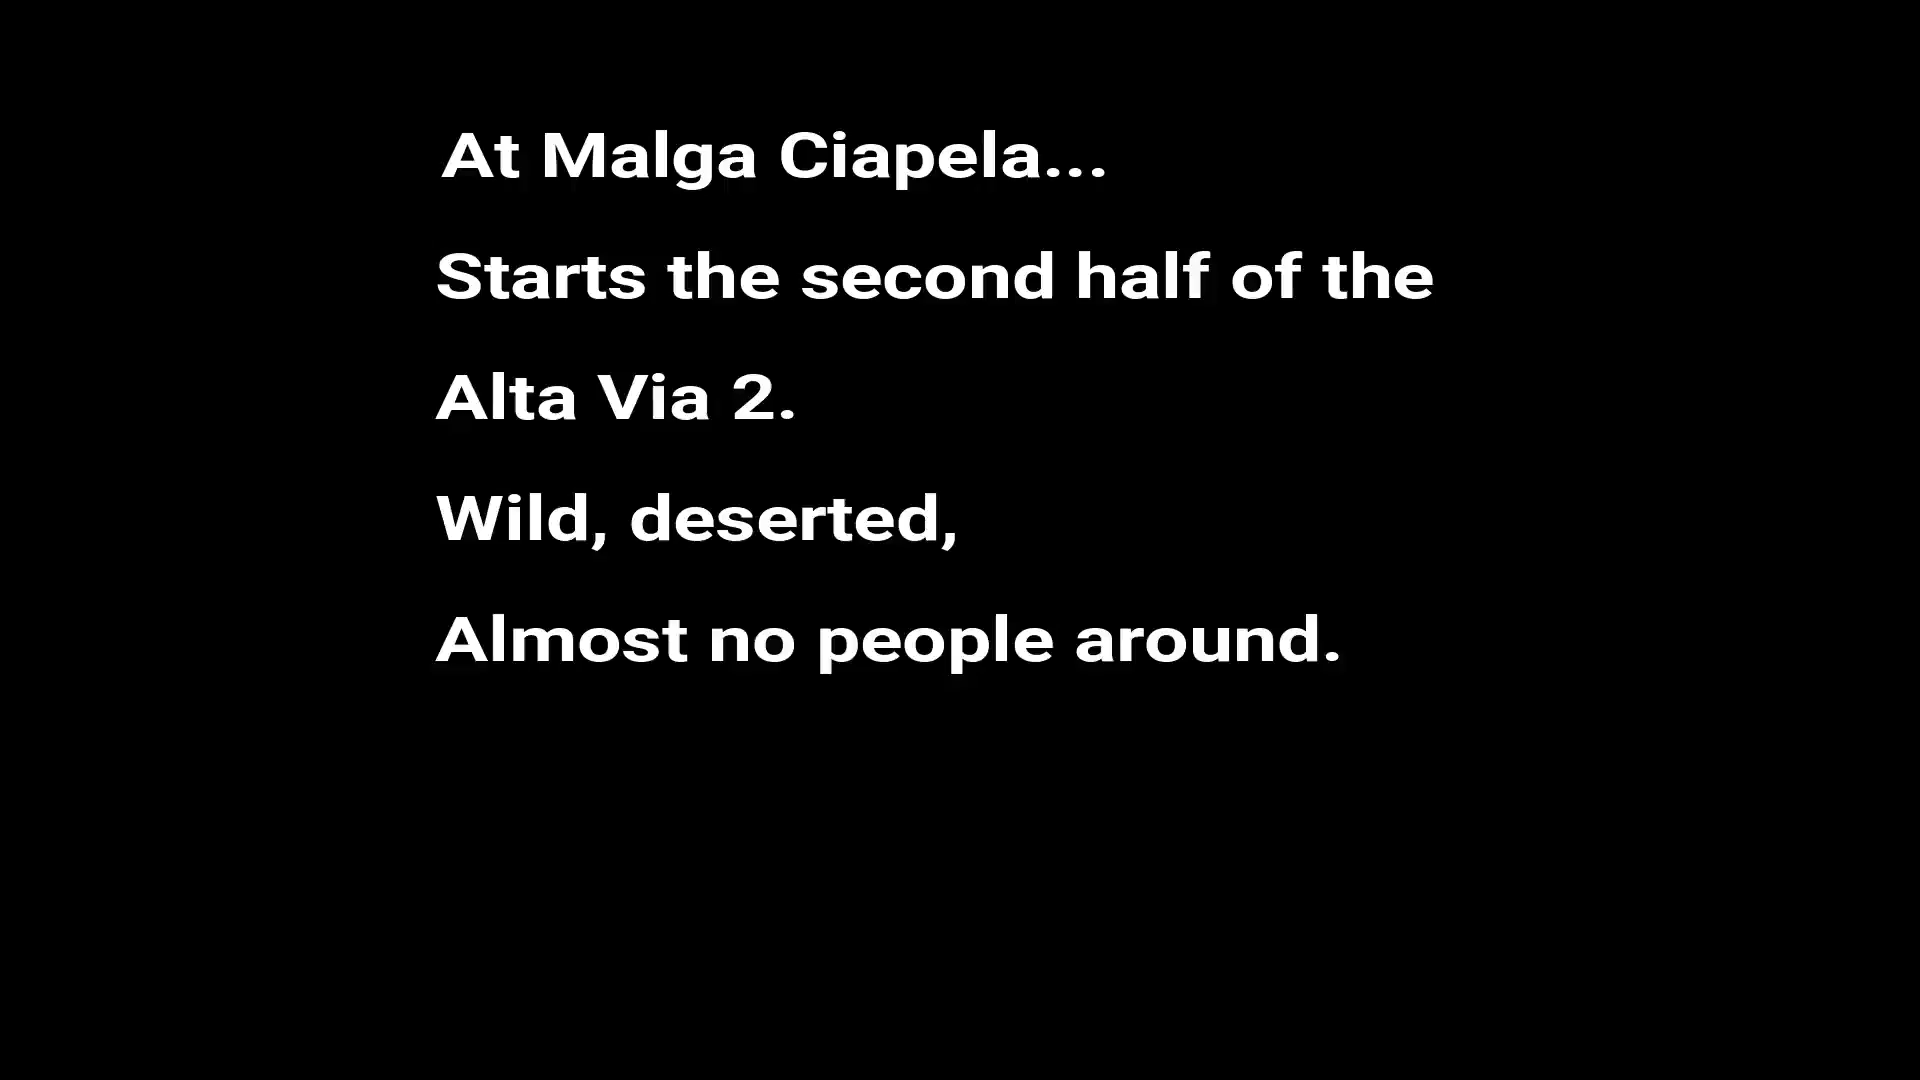 At Malga Ciapela...
Starts the second half of the
Alta Via 2.
Wild, deserted,
Almost no people around.